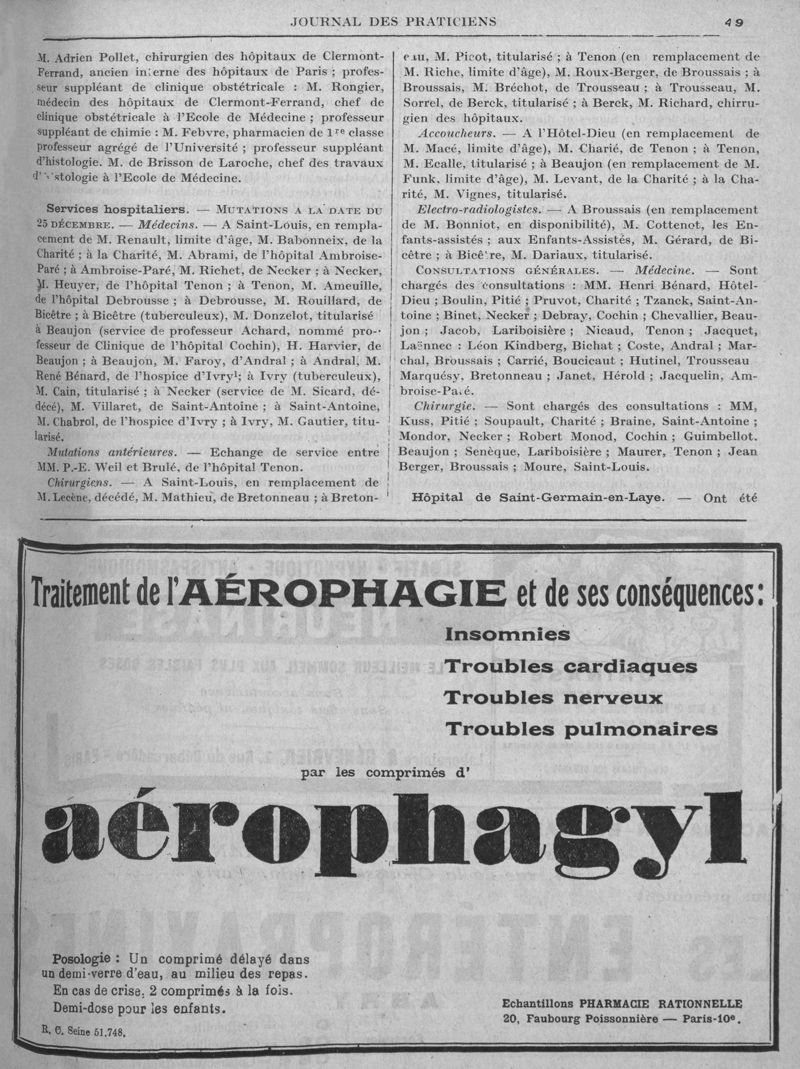 JOURNAL DES PRATICIENS
49
M. Adrien Pollet, chirurgien des hôpitaux de Clermont-
Ferrand, ancien interne des hôpitaux de Paris ; profes-
seur suppléant de clinique obstétricale : M. Rongier,
médecin des hôpitaux de Clermont-Ferrand, chef de
clinique obstétricale à l'Ecole de Médecine ; professeur
suppléant de chimie : M. Febvre, pharmacien de 1re classe
professeur agrégé de l'Université ; professeur suppléant
d'histologie. M. de Brisson de Laroche, chef des travaux
d'histologie à l'Ecole de Médecine.
Services hospitaliers. — MUTATIONS A LA DATE DU
25 DÉCEMBRE. — Médecins. — A Saint-Louis, en rempla-
cement de M. Renault, limite d'âge, M. Babonneix, de la
Charité ; à la Charité, M. Abrami, de l'hôpital Ambroise-
Paré ; à Ambroise-Paré, M. Richet, de Necker ; à Necker,
M. Heuyer, de l'hôpital Tenon ; à Tenon, M. Ameuille,
de l'hôpital Debrousse ; à Debrousse, M. Rouillard, de
Bicêtre ; à Bicêtre (tuberculeux), M. Donzelot, titularisé
à Beaujon (service de professeur Achard, nommé pro-
fesseur de Clinique de l'hôpital Cochin), H. Harvier, de
Beaujon ; à Beaujon, M. Faroy, d'Andral ; à Andral, M.
René Bénard, de l'hospice d'Ivry ; à Ivry (tuberculeux),
M. Cain, titularisé ; à Necker (service de M. Sicard, dé-
cédé), M. Villaret, de Saint-Antoine ; à Saint-Antoine,
M. Chabrol, de l'hospice d'Ivry ; à Ivry, M. Gautier, titu-
larisé.
Mutations antérieures. — Echange de service entre
MM. P.-E. Weil et Brulé, de l'hôpital Tenon.
Chirurgiens. — A Saint-Louis, en remplacement de
M. Lecène, décédé, M. Mathieu, de Bretonneau ; à Breton-
eau, M. Picot, titularisé ; à Tenon (en remplacement de
M. Riche, limite d'âge), M. Roux-Berger, de Broussais ; à
Broussais, M. Bréchot, de Trousseau ; à Trousseau, M.
Sorrel, de Berck, titularisé ; à Berck, M. Richard, chirru-
gien des hôpitaux.
Accoucheurs. — A l'Hôtel-Dieu (en remplacement de
M. Macé, limite d'âge), M. Charié, de Tenon ; à Tenon,
M. Ecalle, titularisé ; à Beaujon (en remplacement de M.
Funk, limite d'âge), M. Levant, de la Charité ; à la Cha-
rité, M. Vignes, titularisé.
Electro-radiologistes. — A Broussais (en remplacement
de M. Bonniot, en disponibilité), M. Cottenot, les En-
fants-assistés ; aux Enfants-Assistés, M. Gérard, de Bi-
cêtre ; à Bicêtre, M. Dariaux, titularisé.
CONSULTATIONS GÉNÉRALES. — Médecine. — Sont
chargés des consultations : MM. Henri Bénard, Hôtel-
Dieu ; Boulin, Pitié ; Pruvot, Charité ; Tzanck, Saint-An-
toine ; Binet, Necker ; Debray, Cochin ; Chevallier, Beau-
jon ; Jacob, Lariboisière ; Nicaud, Tenon ; Jacquet,
Laënnec : Léon Kindberg, Bichat ; Coste, Andral ; Mar-
chal, Broussais ; Carrié, Boucicaut ; Hutinel, Trousseau
Marquésy, Bretonneau ; Janet, Hérold ; Jacquelin, Am-
broise-Paré.
Chirurgie. — Sont chargés des consultations : MM,
Kuss, Pitié ; Soupault, Charité ; Braine, Saint-Antoine ;
Mondor, Necker ; Robert Monod, Cochin ; Guimbellot,
Beaujon ; Senèque, Lariboisière ; Maurer, Tenon ; Jean
Berger, Broussais ; Moure, Saint-Louis.
Hôpital de Saint-Germain-en-Laye. — Ont été
Traitement de l'AÉROPHAGIE et de ses conséquences :
Insomnies
Troubles cardiaques
Troubles nerveux
Troubles pulmonaires
par les comprimés d'
aérophagyl
Posologie : Un comprimé délayé dans
un demi-verre d'eau, au milieu des repas.
En cas de crise, 2 comprimés à la fois.
Demi-dose pour les enfants.
R. C. Seine 51.748.
Echantillons PHARMACIE RATIONNELLE
20, Faubourg Poissonnière — Paris-10e.